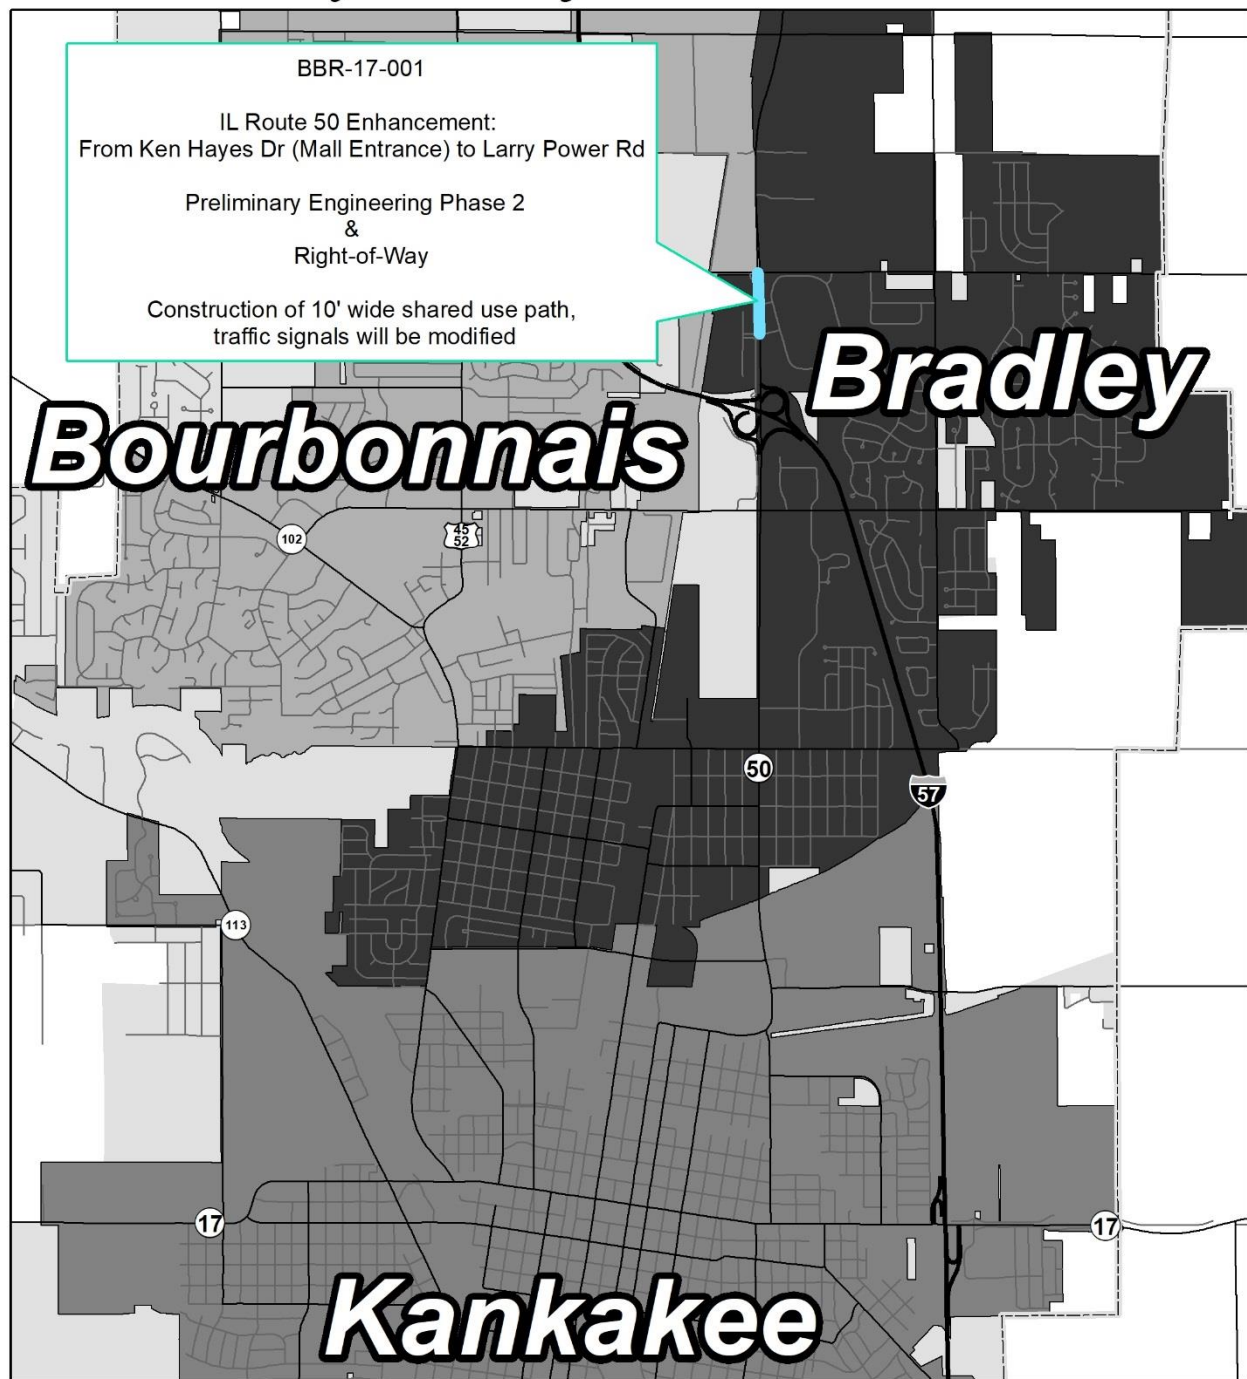 BBR-17-001
IL Route 50 Enhancement:
From Ken Hayes Dr (Mall Entrance) to Larry Power Rd
Preliminary Engineering Phase 2
&
Right-of-Way
Construction of 10' wide shared use path,
traffic signals will be modified
Bradley
Bourbonnais
102
45
52
50
57
113
17
17
Kankakee